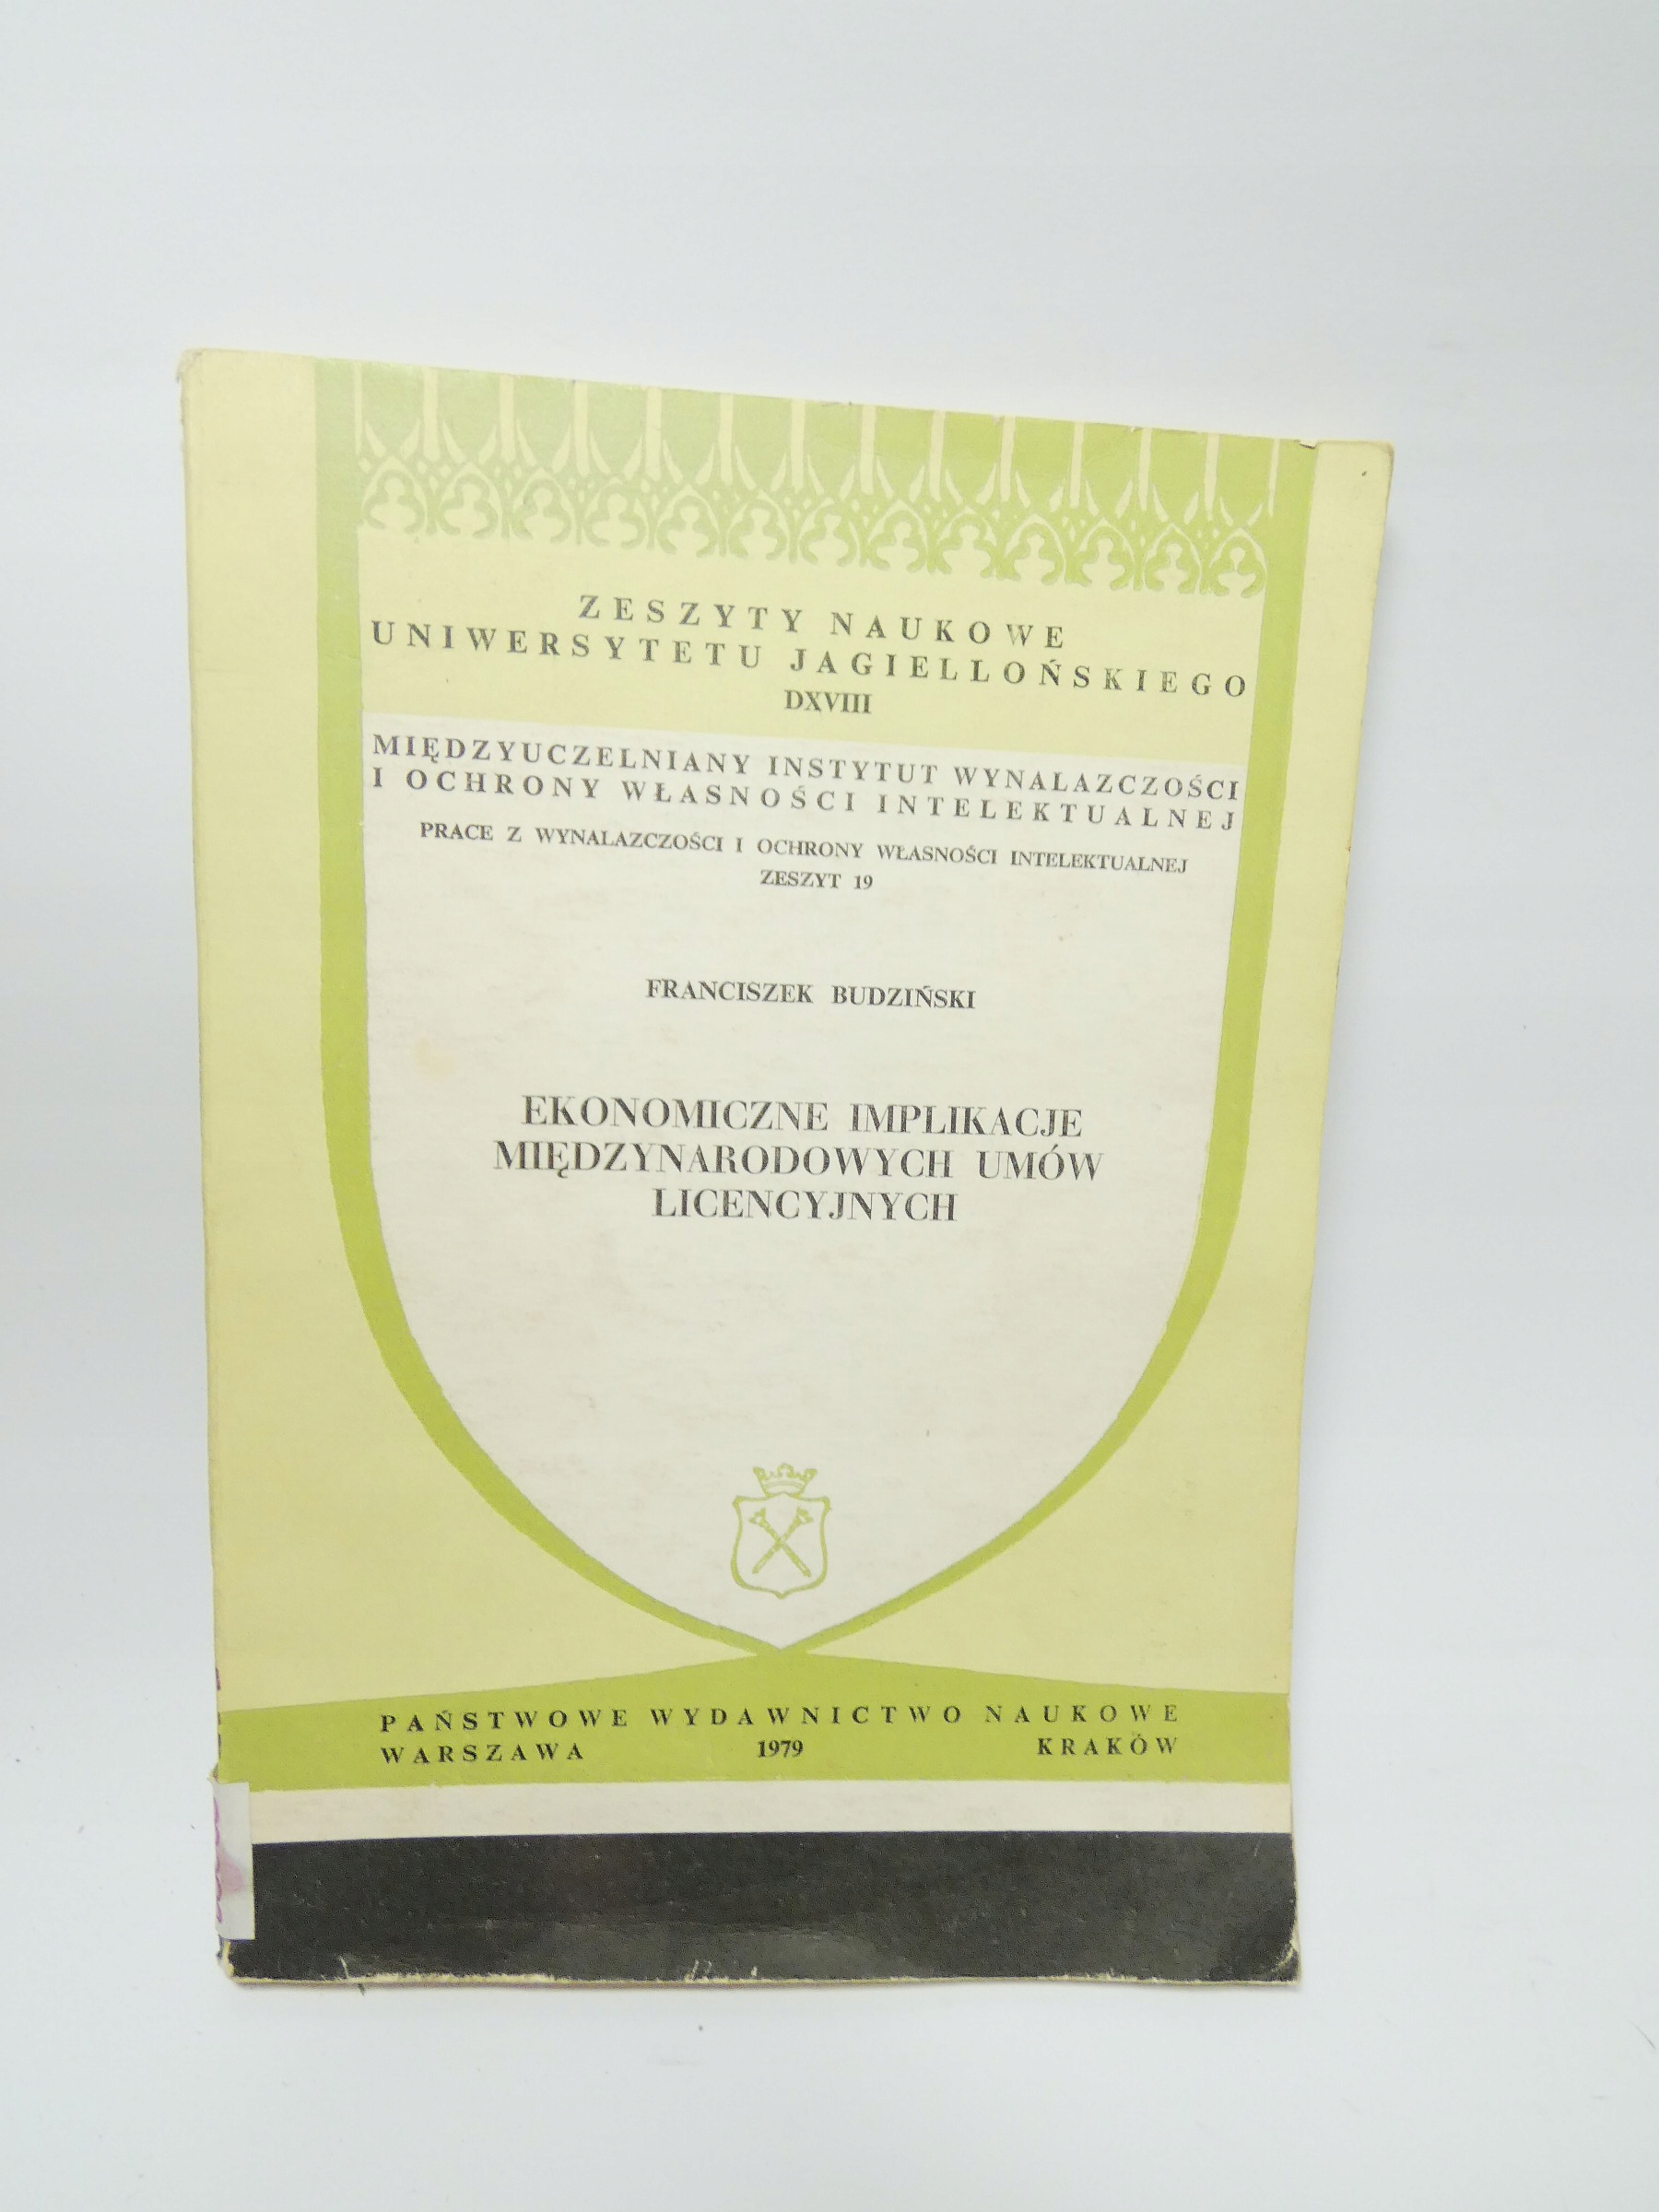 ZESZYTY NAUKOWE
UNIWERSYTETU JAGIELLOŃSKIEGO
DXVIII
MIĘDZYUCZELNIANY INSTYTUT WYNALAZCZOŚCI
I OCHRONY WŁASNOŚCI INTELEKTUALNEJ
PRACE Z WYNALAZCZOŚCI I OCHRONY WŁASNOŚCI INTELEKTUALNEJ
ZESZYT 19
FRANCISZEK BUDZIŃSKI
EKONOMICZNE IMPLIKACJE
MIĘDZYNARODOWYCH UMÓW
LICENCYJNYCH
PAŃSTWOWE WYDAWNICTWO NAUKOWE
WARSZAWA 1979 KRAKÓW